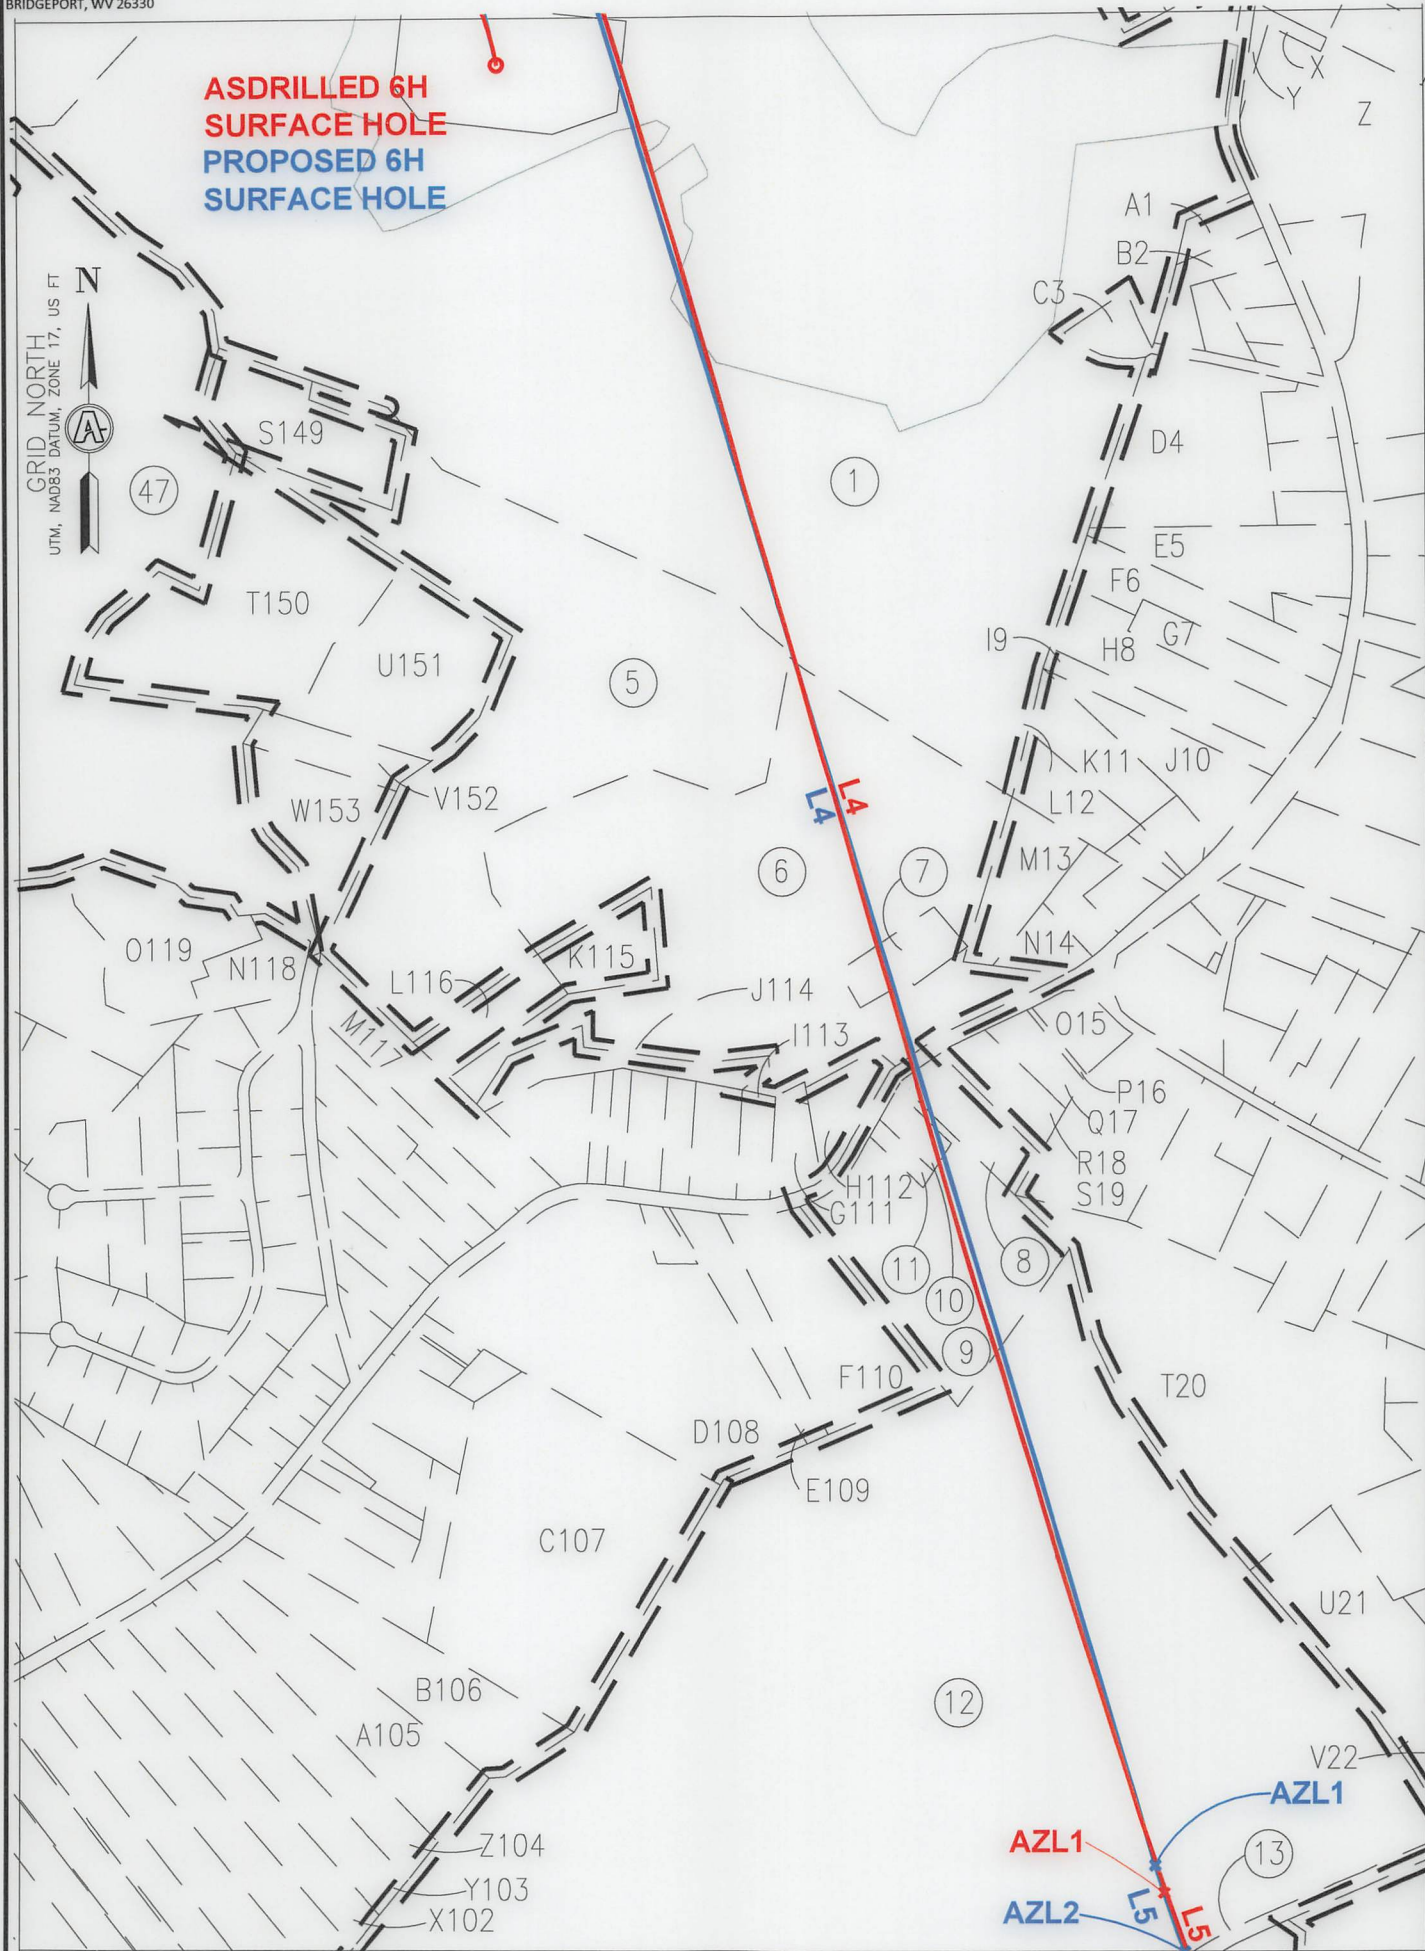 BRIDGEPORT, WV 26330
ASDRILLED 6H
SURFACE HOLE
PROPOSED 6H
SURFACE HOLE
X
Y
Z
A1
B2
C3
N
GRID NORTH
UTM, NAD83 DATUM, ZONE 17, US FT
A
S149
47
1
D4
E5
F6
T150
G7
H8
I9
U151
5
K11
J10
V152
W153
L4
L4
L12
M13
6
7
O119
N118
K115
N14
L116
J114
M117
I113
O15
P16
Q17
R18
S19
H112
G111
11
8
10
9
F110
T20
D108
E109
C107
U21
B106
12
A105
V22
AZL1
AZL1
13
Z104
Y103
X102
AZL2
L5
L5